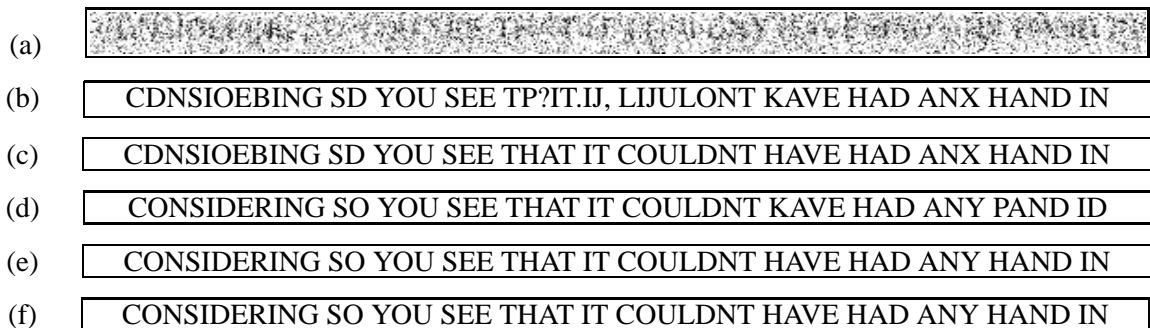 (a)
(b) CDNSIOEBING SD YOU SEE TP?IT.IJ, LIJULONT KAVE HAD ANX HAND IN
(c) CDNSIOEBING SD YOU SEE THAT IT COULDNT HAVE HAD ANX HAND IN
(d) CONSIDERING SO YOU SEE THAT IT COULDNT KAVE HAD ANY PAND ID
(e) CONSIDERING SO YOU SEE THAT IT COULDNT HAVE HAD ANY HAND IN
(f) CONSIDERING SO YOU SEE THAT IT COULDNT HAVE HAD ANY HAND IN